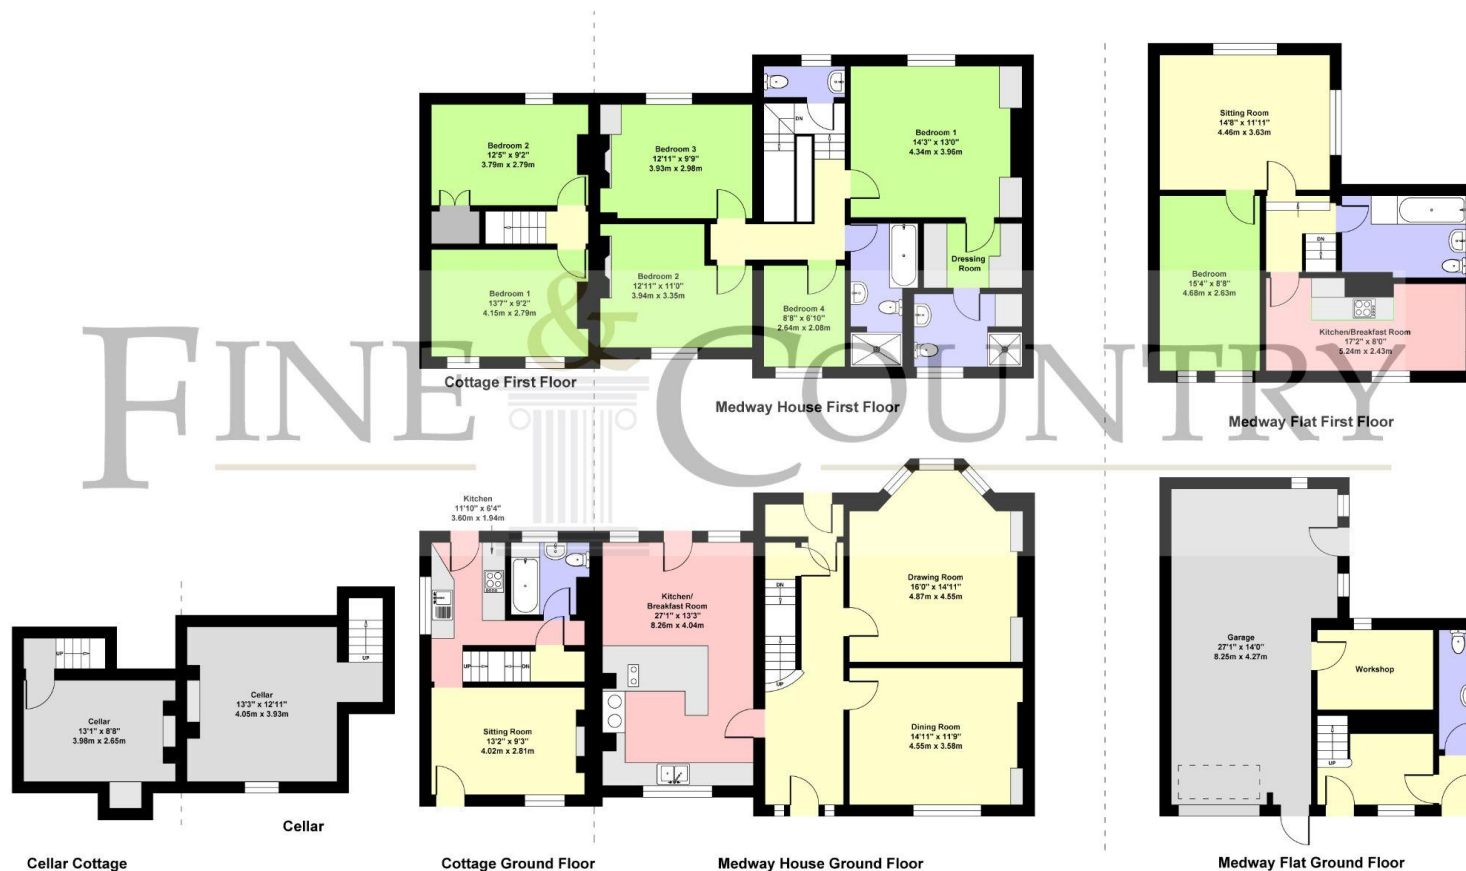 Bedroom 2
12'5" x 9'2"
3.79m x 2.79m
Bedroom 3
12'11" x 9'9"
3.93m x 2.98m
DN
Bedroom 1
14'3" x 13'0"
4.34m x 3.96m
Bedroom 1
13'7" x 9'2"
4.15m x 2.79m
Bedroom 2
12'11" x 11'0"
3.94m x 3.35m
Bedroom 4
8'8" x 6'10"
2.64m x 2.08m
Dressing
Room
Cottage First Floor
Medway House First Floor
Sitting Room
14'8" x 11'11"
4.46m x 3.63m
DN
Bedroom
15'4" x 8'8"
4.68m x 2.63m
Kitchen/Breakfast Room
17'2" x 8'0"
5.24m x 2.43m
Medway Flat First Floor
FINE & COUNTRY
UP
Cellar
13'1" x 8'8"
3.98m x 2.65m
Cellar
13'3" x 12'11"
4.05m x 3.93m
UP
Cellar
Cellar Cottage
Kitchen
11'10" x 6'4"
3.60m x 1.94m
UP
DN
Sitting Room
13'2" x 9'3"
4.02m x 2.81m
Cottage Ground Floor
Kitchen/
Breakfast Room
27'1" x 13'3"
8.26m x 4.04m
DN
UP
Drawing Room
16'0" x 14'11"
4.87m x 4.55m
Dining Room
14'11" x 11'9"
4.55m x 3.58m
Medway House Ground Floor
Garage
27'1" x 14'0"
8.25m x 4.27m
Workshop
UP
Medway Flat Ground Floor